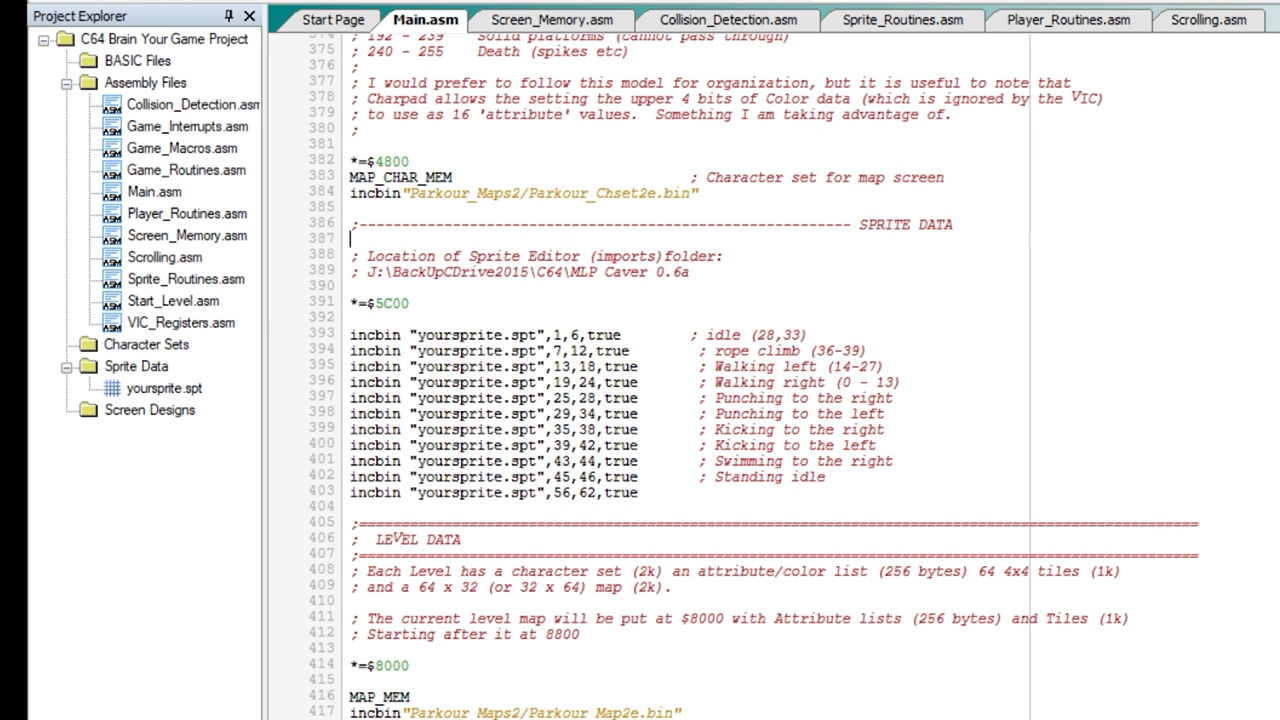 Project Explorer
C64 Brain Your Game Project
BASIC Files
Assembly Files
Collision_Detection.asm
Game_Interrupts.asm
Game_Macros.asm
Game_Routines.asm
Main.asm
Player_Routines.asm
Screen_Memory.asm
Scrolling.asm
Sprite_Routines.asm
Start_Level.asm
VIC_Registers.asm
Character Sets
Sprite Data
yoursprite.spt
Screen Designs
Start Page Main.asm Screen_Memory.asm Collision_Detection.asm Sprite_Routines.asm Player_Routines.asm Scrolling.asm
374 ; 192 - 239 Solid platforms (cannot pass through)
375 ; 240 - 255 Death (spikes etc)
376 ;
377 ; I would prefer to follow this model for organization, but it is useful to note that
378 ; Charpad allows the setting the upper 4 bits of Color data (which is ignored by the VIC)
379 ; to use as 16 'attribute' values. Something I am taking advantage of.
380 ;
381
382 *=$4800
383 MAP_CHAR_MEM ; Character set for map screen
384 incbin"Parkour_Maps2/Parkour_Chset2e.bin"
385
386 ;---------------------------------------------------------- SPRITE DATA
387
388 ; Location of Sprite Editor (imports)folder:
389 ; J:\BackUpCDrive2015\C64\MLP Caver 0.6a
390
391 *=$5C00
392
393 incbin "yoursprite.spt",1,6,true ; idle (28,33)
394 incbin "yoursprite.spt",7,12,true ; rope climb (36-39)
395 incbin "yoursprite.spt",13,18,true ; Walking left (14-27)
396 incbin "yoursprite.spt",19,24,true ; Walking right (0 - 13)
397 incbin "yoursprite.spt",25,28,true ; Punching to the right
398 incbin "yoursprite.spt",29,34,true ; Punching to the left
399 incbin "yoursprite.spt",35,38,true ; Kicking to the right
400 incbin "yoursprite.spt",39,42,true ; Kicking to the left
401 incbin "yoursprite.spt",43,44,true ; Swimming to the right
402 incbin "yoursprite.spt",45,46,true ; Standing idle
403 incbin "yoursprite.spt",56,62,true
404
405 ;===================================================================================================
406 ; LEVEL DATA
407 ;===================================================================================================
408 ; Each Level has a character set (2k) an attribute/color list (256 bytes) 64 4x4 tiles (1k)
409 ; and a 64 x 32 (or 32 x 64) map (2k).
410
411 ; The current level map will be put at $8000 with Attribute lists (256 bytes) and Tiles (1k)
412 ; Starting after it at 8800
413
414 *=$8000
415
416 MAP_MEM
417 incbin"Parkour_Maps2/Parkour_Map2e.bin"